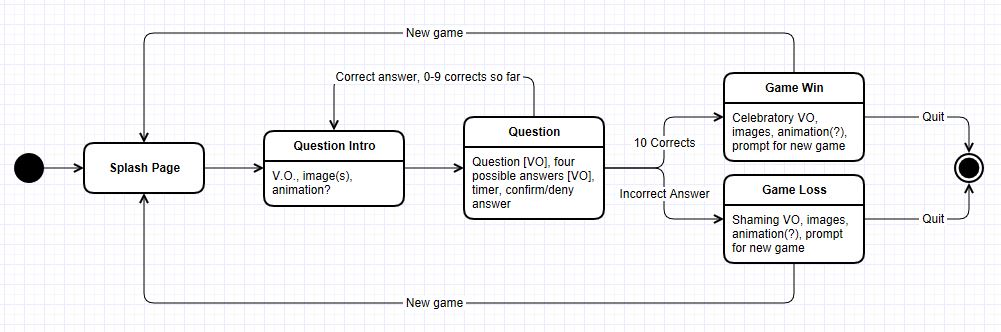 New game
Correct answer, 0-9 corrects so far
Splash Page
Question Intro
V.O., image(s),
animation?
Question
Question [VO], four
possible answers [VO],
timer, confirm/deny
answer
10 Corrects
Incorrect Answer
Game Win
Celebratory VO,
images, animation(?),
prompt for new game
Quit
Game Loss
Shaming VO, images,
animation(?), prompt
for new game
Quit
New game